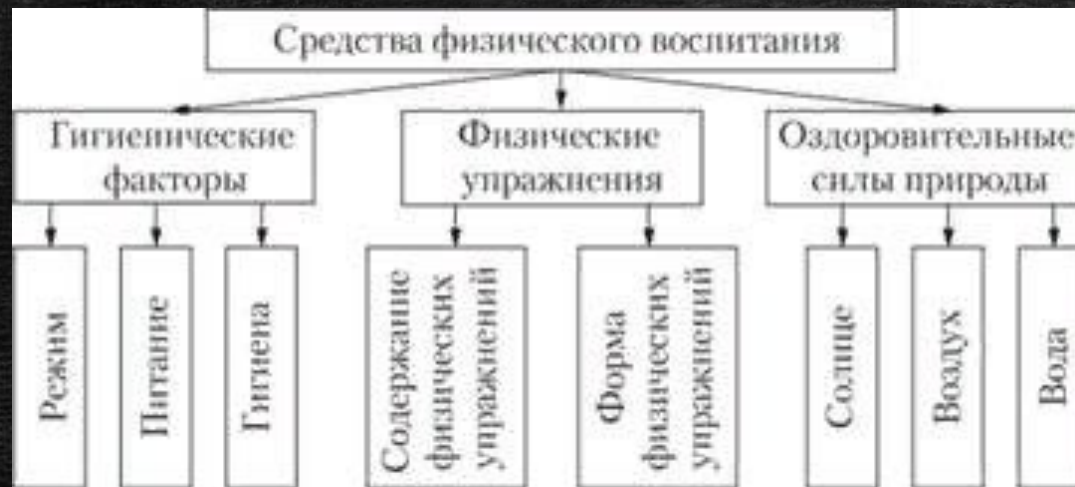 Средства физического воспитания
Гигиенические
факторы
Физические
упражнения
Оздоровительные
силы природы
Режим
Питание
Гигиена
Содержание
физических
упражнений
Форма
физических
упражнений
Солнце
Воздух
Вода